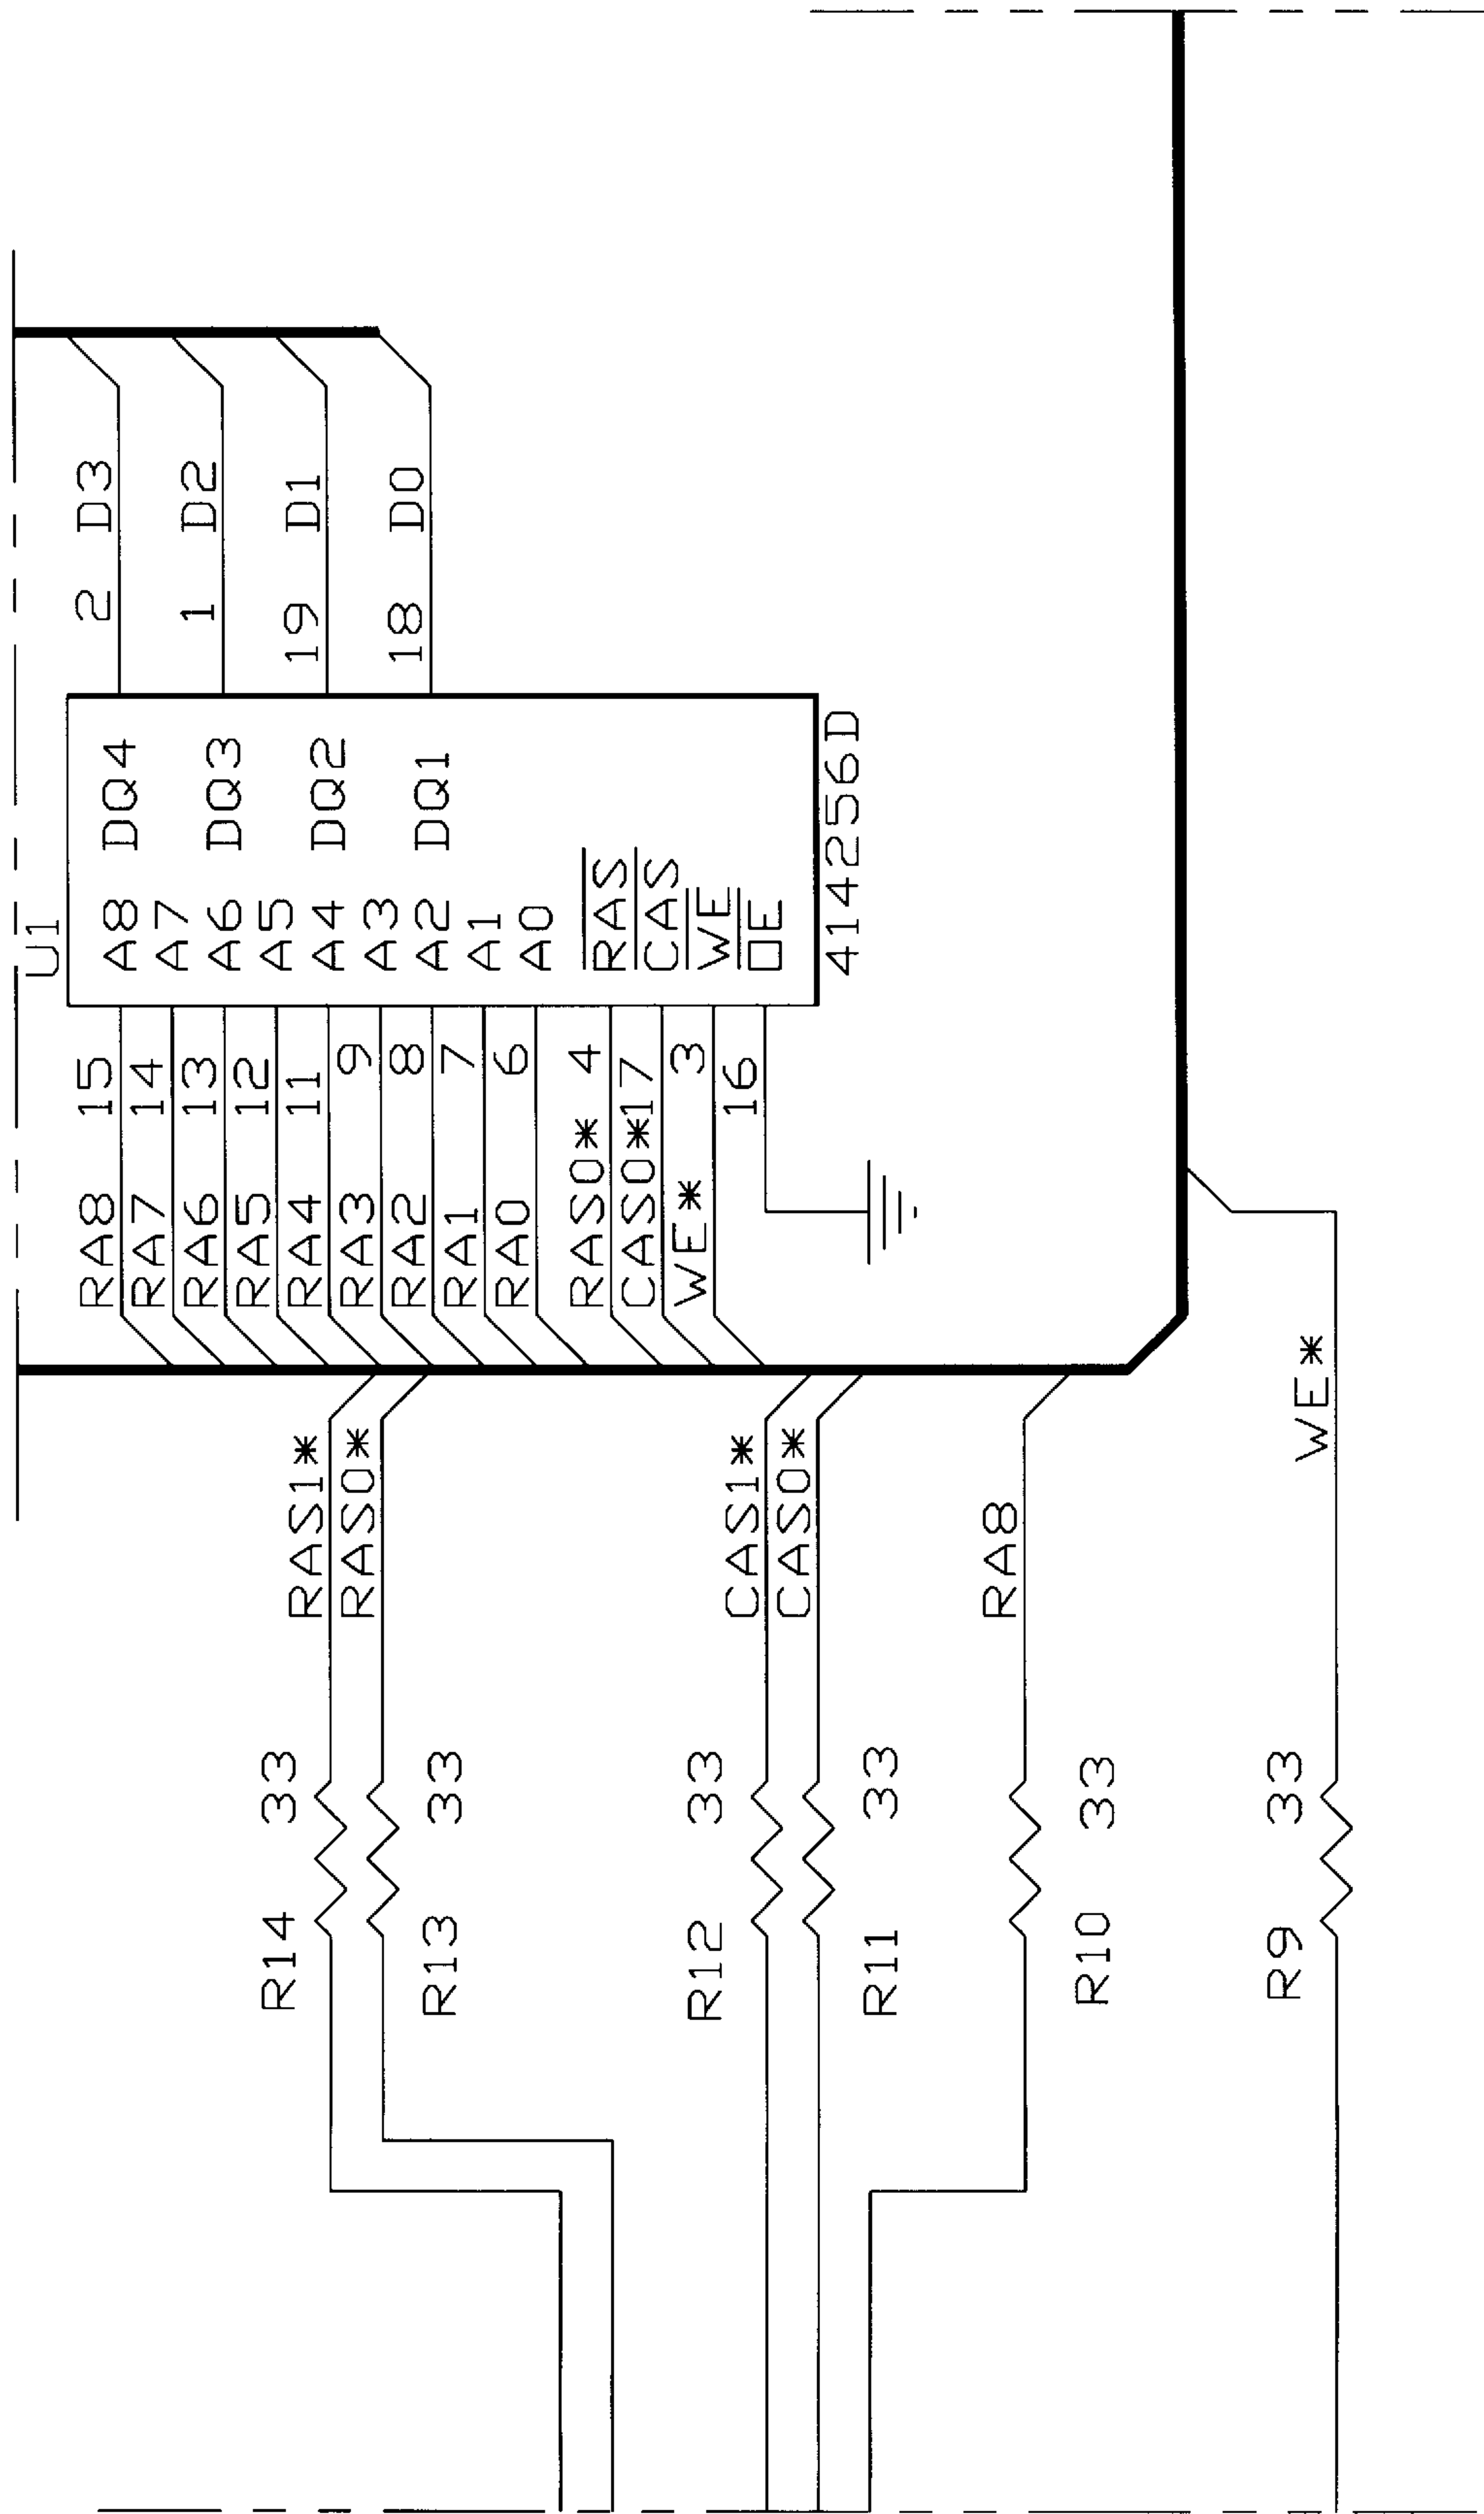 U1
RA8 15 A8 DQ4 2 D3
RA7 14 A7
RA6 13 A6 DQ3 1 D2
RA5 12 A5
RA4 11 A4 DQ2 19 D1
RA3 9 A3
RA2 8 A2 DQ1 18 D0
RA1 7 A1
RA0 6 A0
RAS0* 4 RAS
CAS0* 17 CAS
WE* 3 WE
16 OE
414256D
R14 33 RAS1*
RAS0*
R13 33
R12 33 CAS1*
CAS0*
R11 33
RA8
R10 33
R9 33 WE*